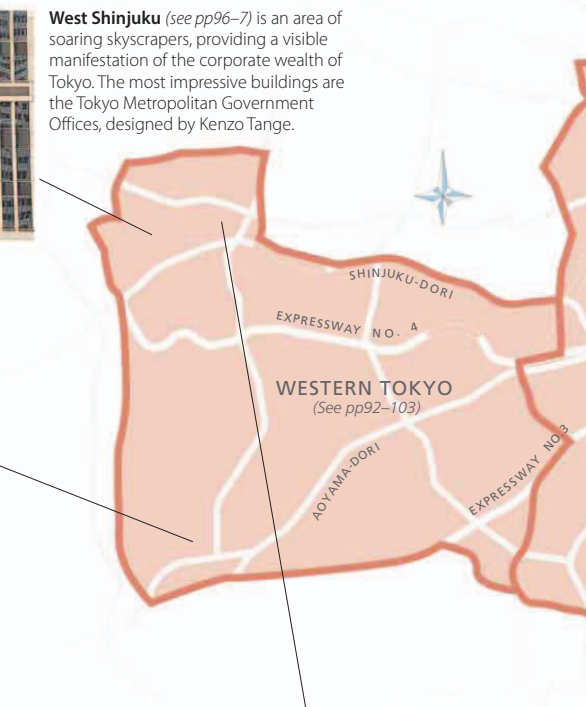 West Shinjuku (see pp96–7) is an area of
soaring skyscrapers, providing a visible
manifestation of the corporate wealth of
Tokyo. The most impressive buildings are
the Tokyo Metropolitan Government
Offices, designed by Kenzo Tange.
SHINJUKU-DORI
EXPRESSWAY NO. 4
WESTERN TOKYO
(See pp92–103)
AOYAMA-DORI
EXPRESSWAY NO.3